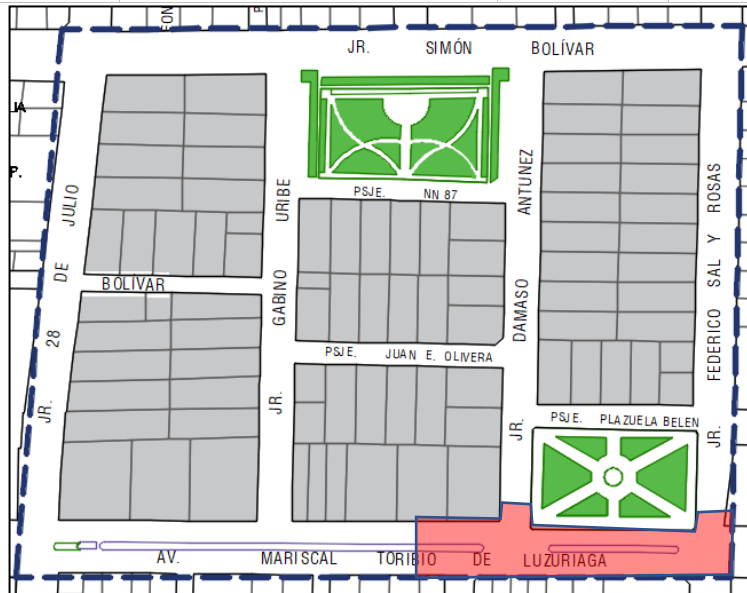 JR. SIMÓN BOLÍVAR
JR. 28 DE JULIO
JR. GABINO URIBE
PSJE. NN 87
JR. DAMASO ANTUNEZ
JR. FEDERICO SAL Y ROSAS
BOLÍVAR
PSJE. JUAN E. OLIVERA
PSJE. PLAZUELA BELEN
AV. MARISCAL TORIBIO DE LUZURIAGA
P.